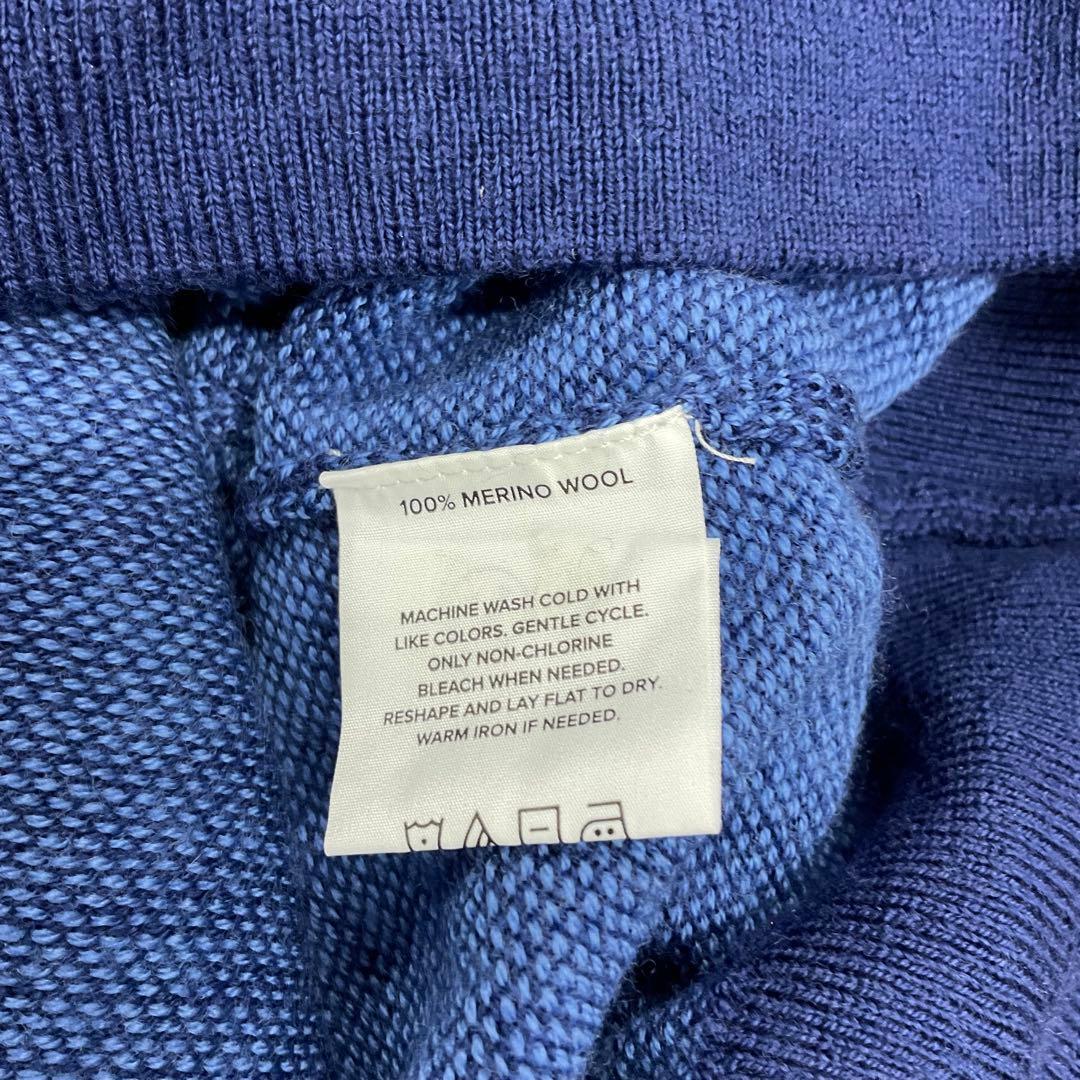 100% MERINO WOOL
MACHINE WASH COLD WITH
LIKE COLORS. GENTLE CYCLE.
ONLY NON-CHLORINE
BLEACH WHEN NEEDED.
RESHAPE AND LAY FLAT TO DRY.
WARM IRON IF NEEDED.